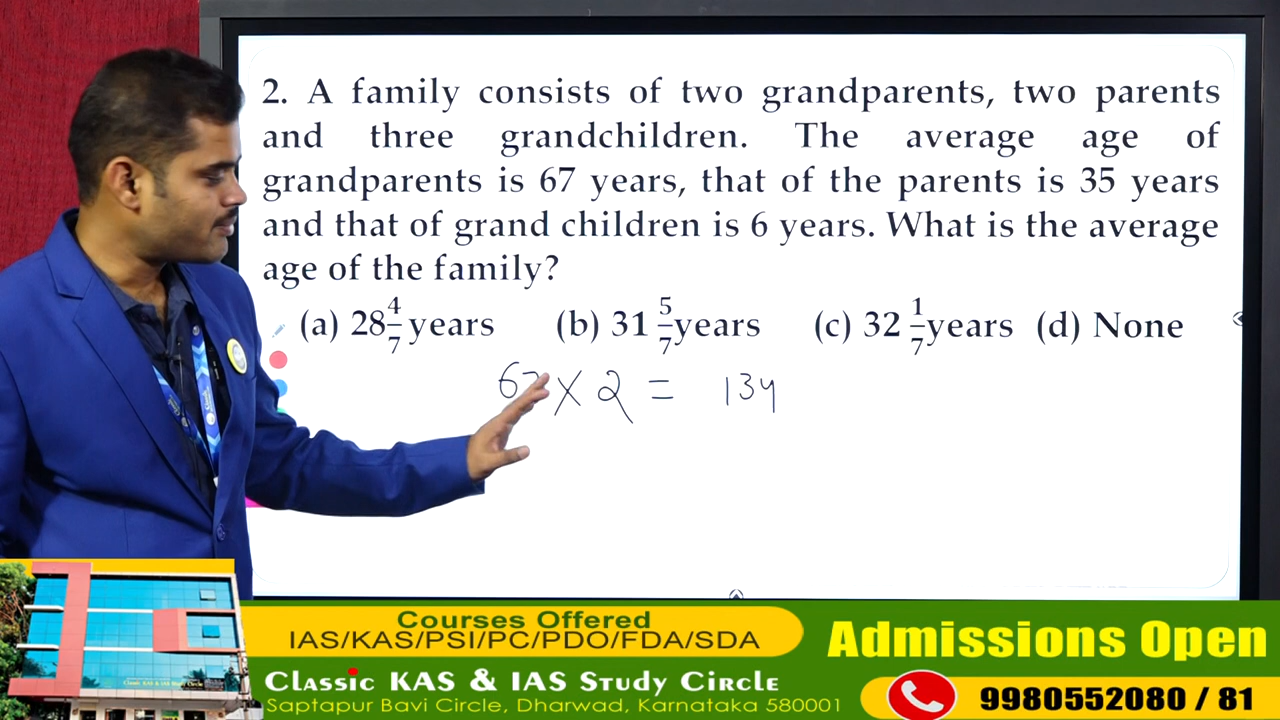 2. A family consists of two grandparents, two parents
and three grandchildren. The average age of
grandparents is 67 years, that of the parents is 35 years
and that of grand children is 6 years. What is the average
age of the family?
(a) 28 4/7 years (b) 31 5/7 years (c) 32 1/7 years (d) None
67 × 2 = 134
Courses Offered
IAS/KAS/PSI/PC/PDO/FDA/SDA
Classic KAS & IAS Study Circle
Saptapur Bavi Circle, Dharwad, Karnataka 580001
Admissions Open
9980552080 / 81